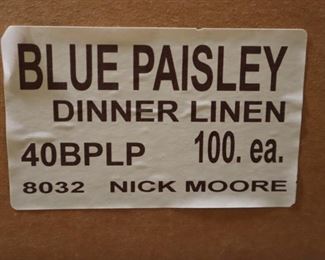 BLUE PAISLEY
DINNER LINEN
40BPLP 100. ea.
8032 NICK MOORE